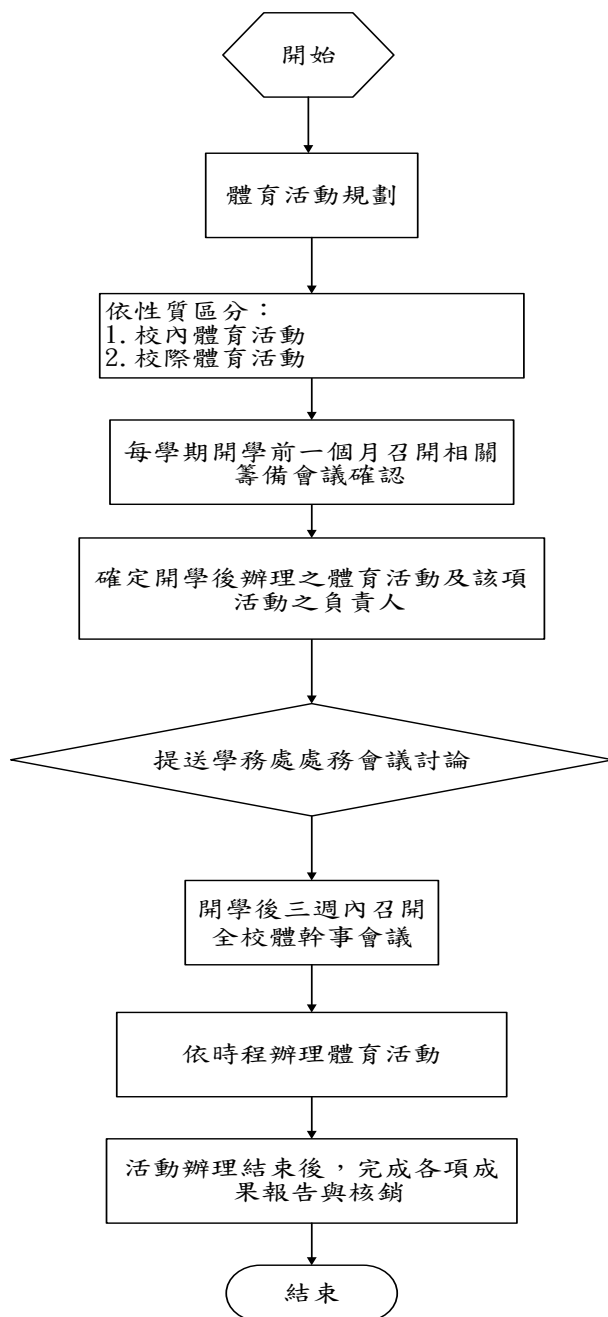 開始
體育活動規劃
依性質區分：
1.校內體育活動
2.校際體育活動
每學期開學前一個月召開相關
籌備會議確認
確定開學後辦理之體育活動及該項
活動之負責人
提送學務處處務會議討論
開學後三週內召開
全校體幹事會議
依時程辦理體育活動
活動辦理結束後，完成各項成
果報告與核銷
結束